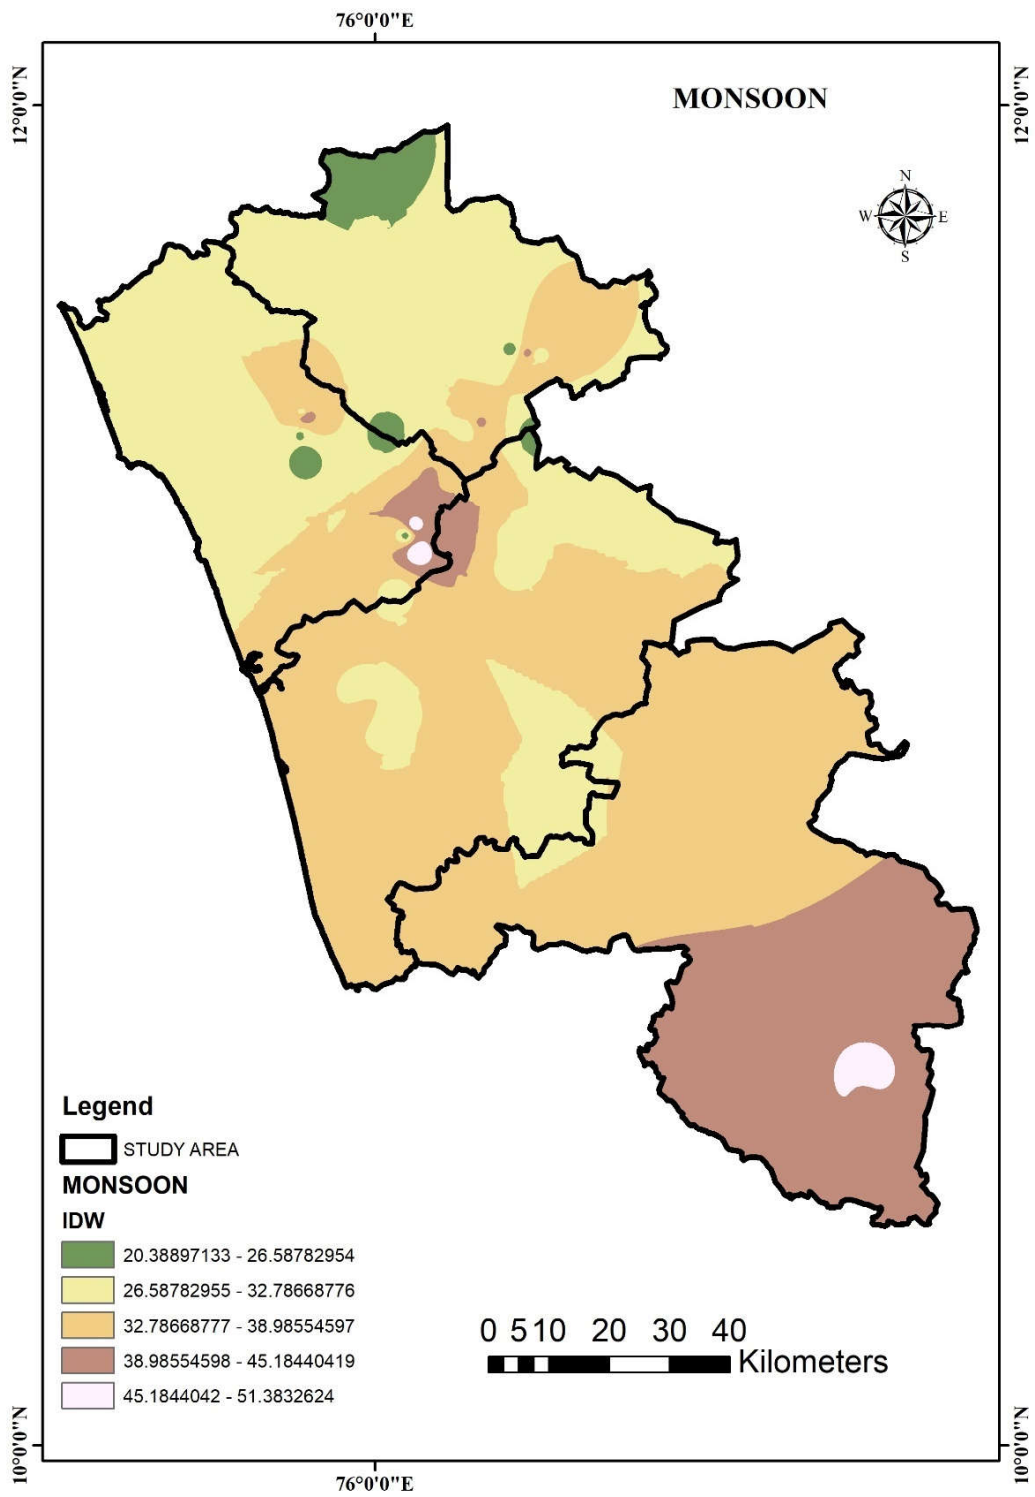 76°0'0"E
12°0'0"N
12°0'0"N
MONSOON
N
W E
S
Legend
STUDY AREA
MONSOON
IDW
20.38897133 - 26.58782954
26.58782955 - 32.78668776
32.78668777 - 38.98554597
38.98554598 - 45.18440419
45.1844042 - 51.3832624
0 5 10 20 30 40
Kilometers
10°0'0"N
10°0'0"N
76°0'0"E